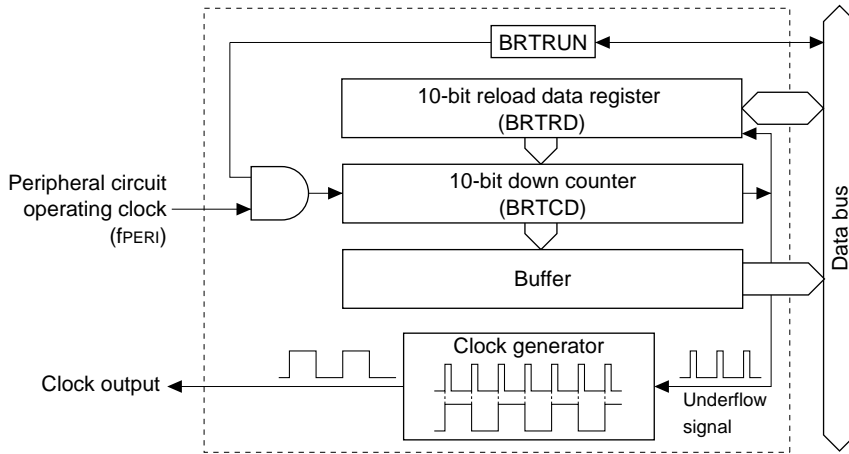 BRTRUN
10-bit reload data register
(BRTRD)
Peripheral circuit
operating clock
(fPERI)
10-bit down counter
(BRTCD)
Buffer
Data bus
Clock generator
Clock output
Underflow
signal